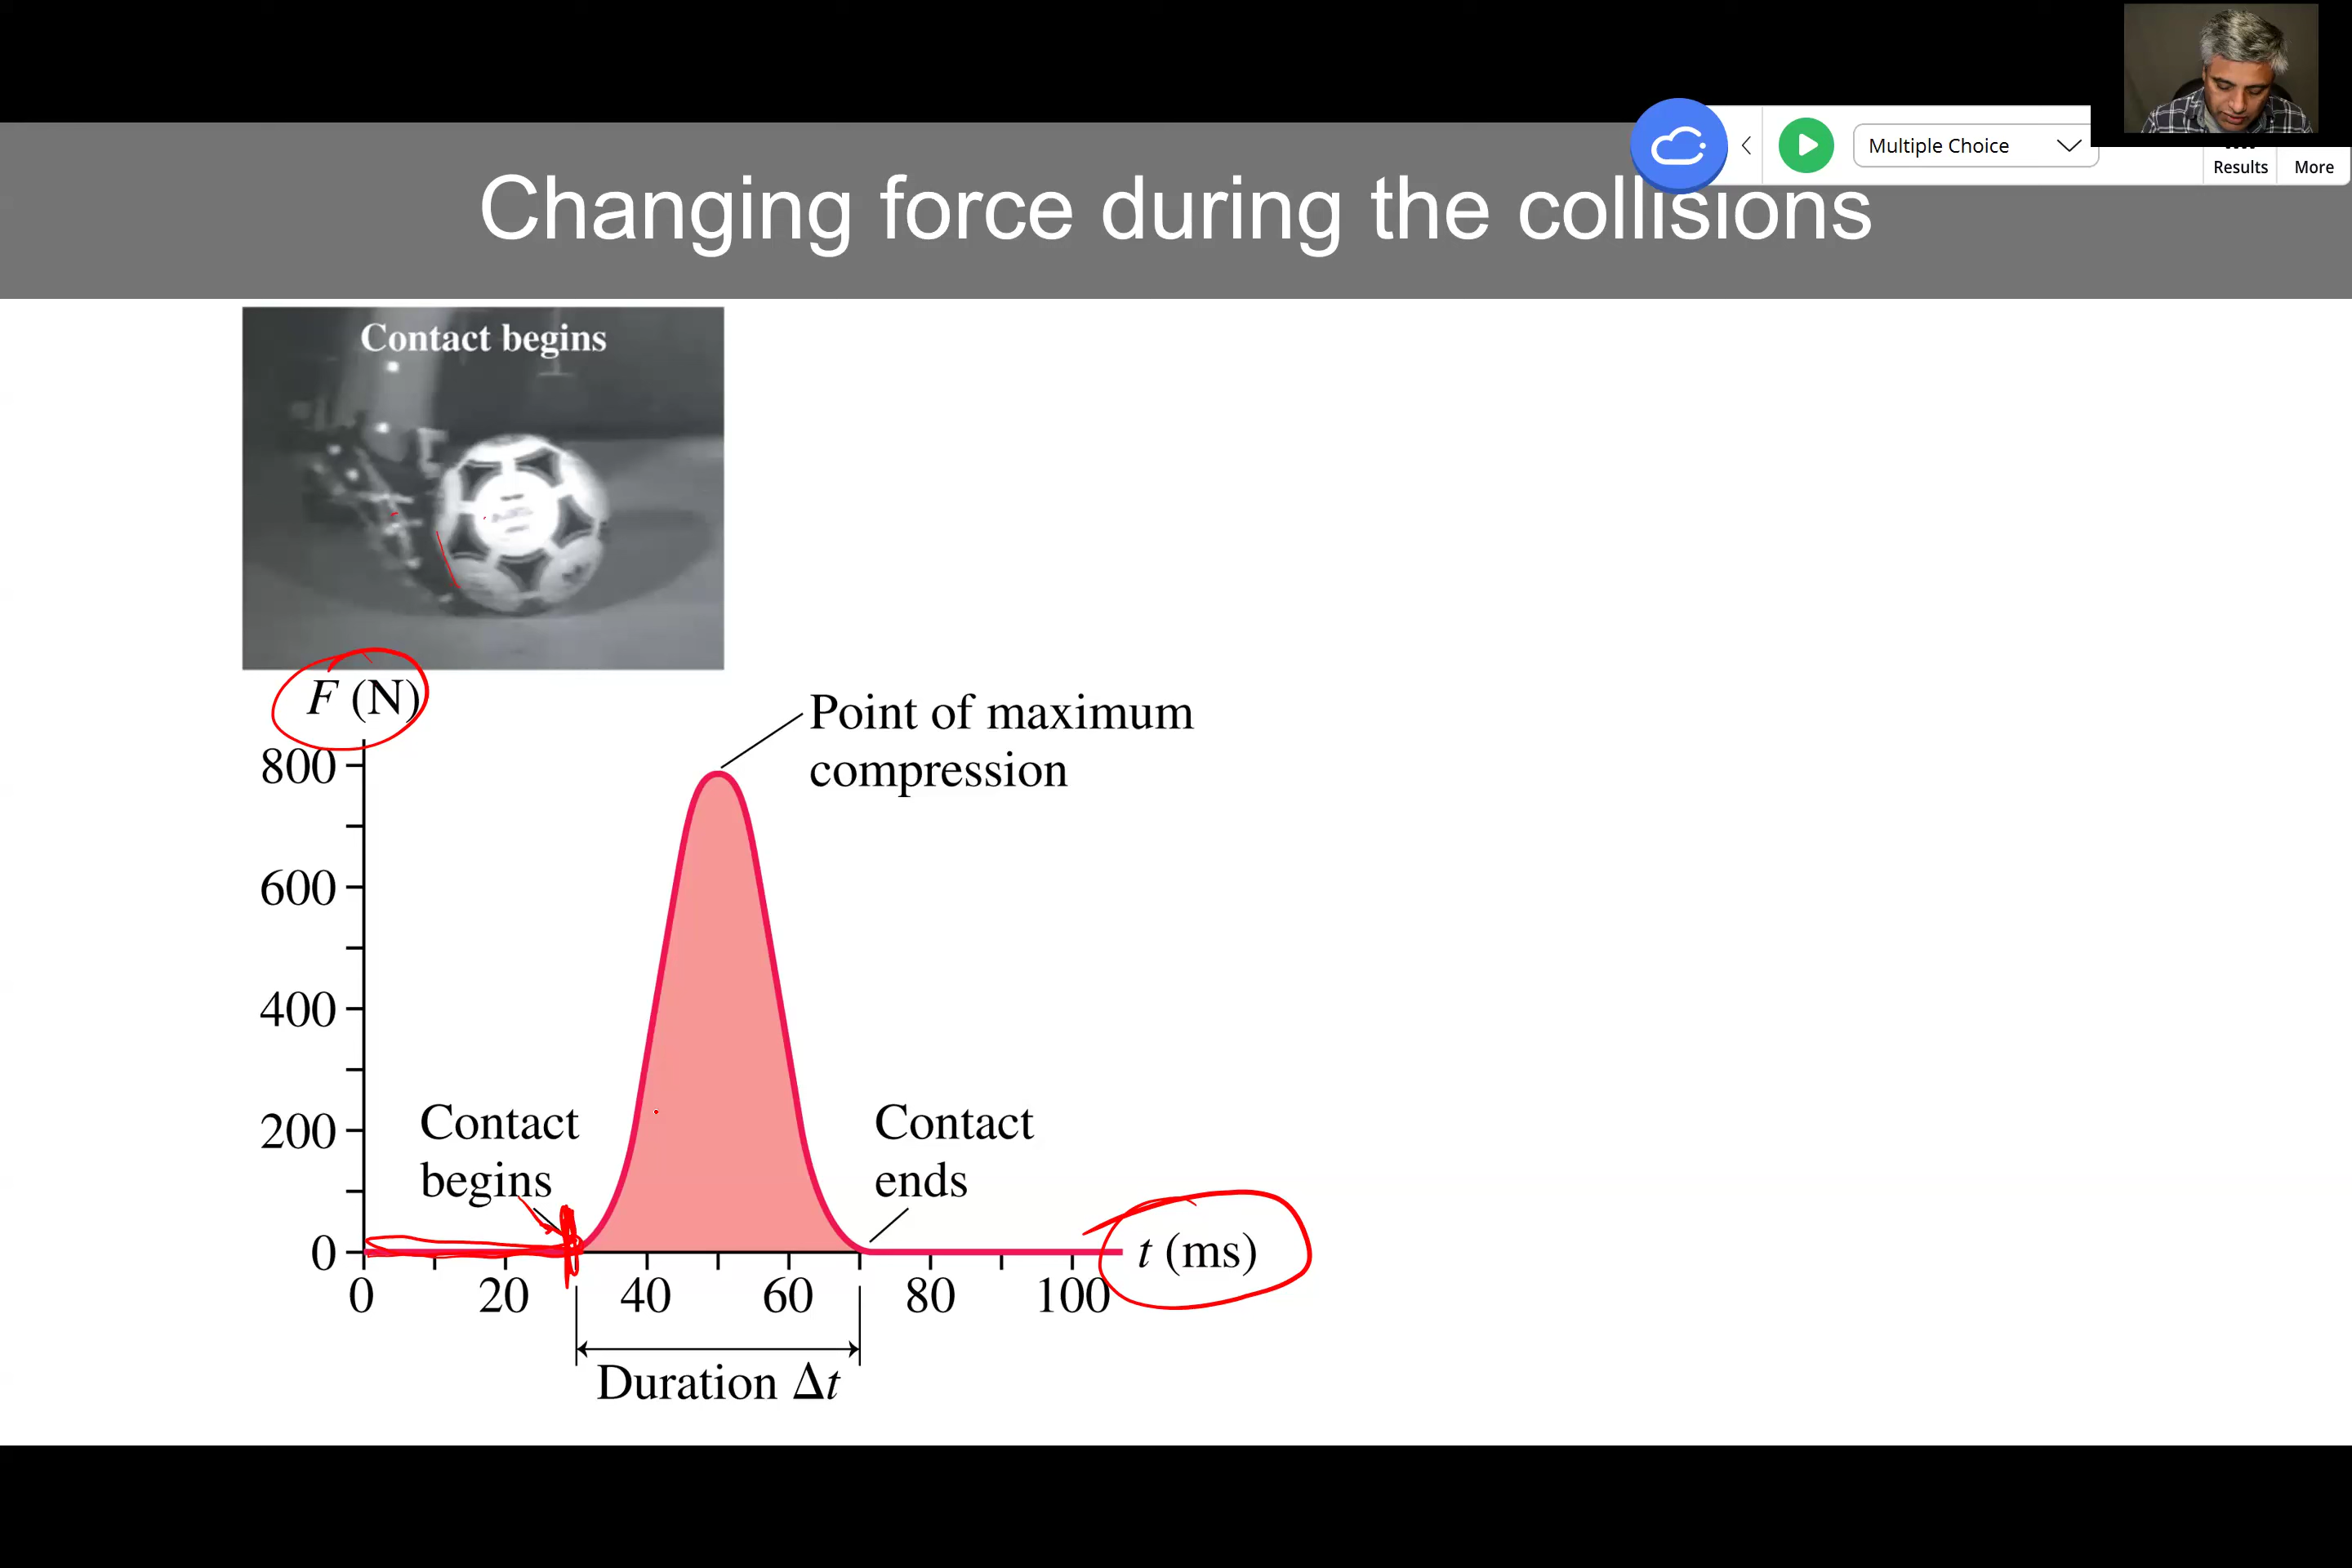 Multiple Choice
Results
More
Changing force during the collisions
Contact begins
F (N)
Point of maximum
compression
800
600
400
200
0
Contact
begins
Contact
ends
t (ms)
0 20 40 60 80 100
Duration Δt